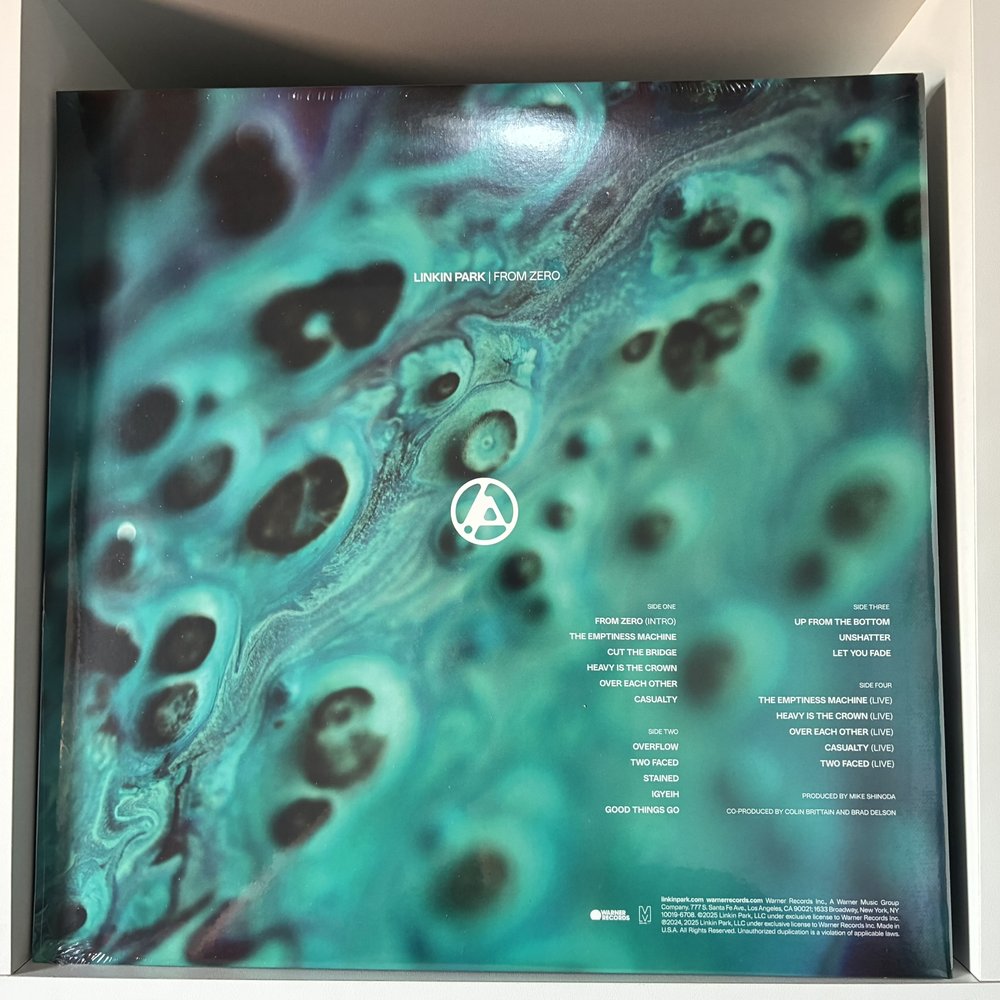 LINKIN PARK | FROM ZERO
SIDE ONE
FROM ZERO (INTRO)
THE EMPTINESS MACHINE
CUT THE BRIDGE
HEAVY IS THE CROWN
OVER EACH OTHER
CASUALTY
SIDE TWO
OVERFLOW
TWO FACED
STAINED
IGYEIH
GOOD THINGS GO
SIDE THREE
UP FROM THE BOTTOM
UNSHATTER
LET YOU FADE
SIDE FOUR
THE EMPTINESS MACHINE (LIVE)
HEAVY IS THE CROWN (LIVE)
OVER EACH OTHER (LIVE)
CASUALTY (LIVE)
TWO FACED (LIVE)
PRODUCED BY MIKE SHINODA
CO-PRODUCED BY COLIN BRITTAIN AND BRAD DELSON
WARNER
RECORDS
linkinpark.com warnerrecords.com Warner Records Inc., A Warner Music Group
Company. 777 S. Santa Fe Ave., Los Angeles, CA 90021; 1633 Broadway, New York, NY
10019-6708. ©2025 Linkin Park, LLC under exclusive license to Warner Records Inc.
℗2024, 2025 Linkin Park, LLC under exclusive license to Warner Records Inc. Made in
U.S.A. All Rights Reserved. Unauthorized duplication is a violation of applicable laws.